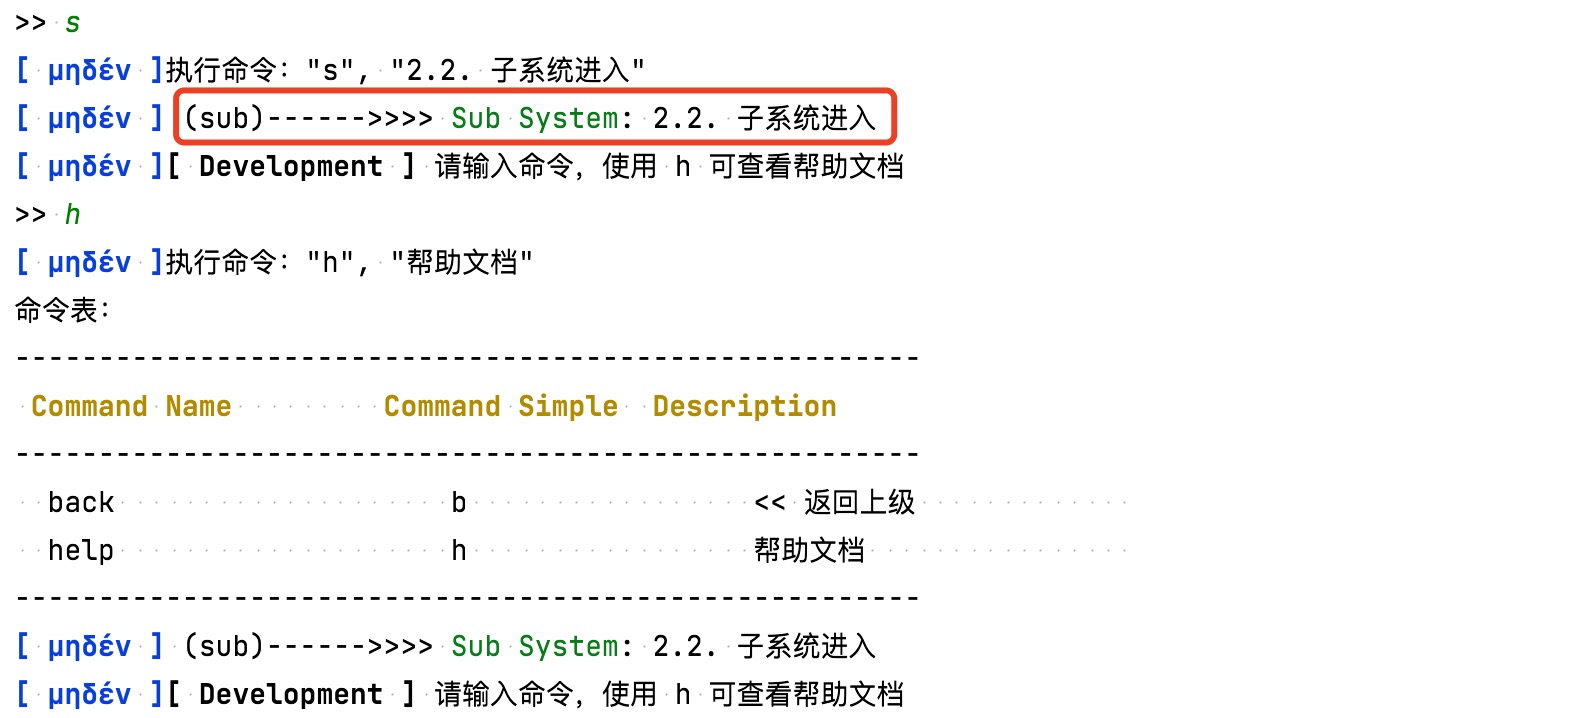 >> s
[ μηδέν ]执行命令："s", "2.2. 子系统进入"
[ μηδέν ] (sub)------>>>> Sub System: 2.2. 子系统进入
[ μηδέν ][ Development ] 请输入命令，使用 h 可查看帮助文档
>> h
[ μηδέν ]执行命令："h", "帮助文档"
命令表：
------------------------------------------------------
Command Name Command Simple Description
------------------------------------------------------
back b << 返回上级
help h 帮助文档
------------------------------------------------------
[ μηδέν ] (sub)------>>>> Sub System: 2.2. 子系统进入
[ μηδέν ][ Development ] 请输入命令，使用 h 可查看帮助文档